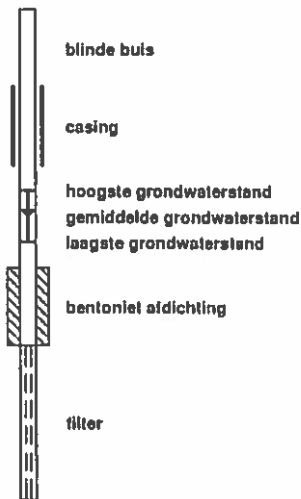 blinde buis
casing
hoogste grondwaterstand
gemiddelde grondwaterstand
laagste grondwaterstand
bentoniet afdichting
filter